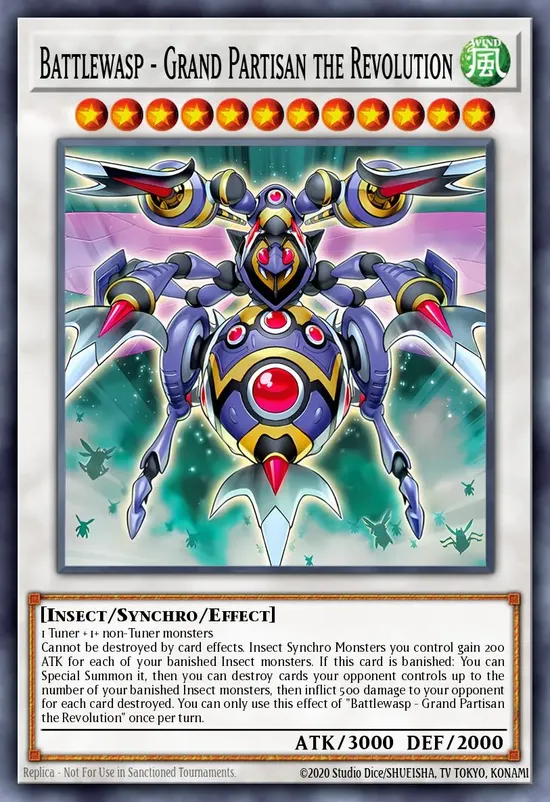 BATTLEWASP - GRAND PARTISAN THE REVOLUTION
WIND
風
[INSECT/SYNCHRO/EFFECT]
1 Tuner + 1+ non-Tuner monsters
Cannot be destroyed by card effects. Insect Synchro Monsters you control gain 200
ATK for each of your banished Insect monsters. If this card is banished: You can
Special Summon it, then you can destroy cards your opponent controls up to the
number of your banished Insect monsters, then inflict 500 damage to your opponent
for each card destroyed. You can only use this effect of "Battlewasp - Grand Partisan
the Revolution" once per turn.
ATK/3000 DEF/2000
Replica - Not For Use in Sanctioned Tournaments.
©2020 Studio Dice/SHUEISHA, TV TOKYO, KONAMI